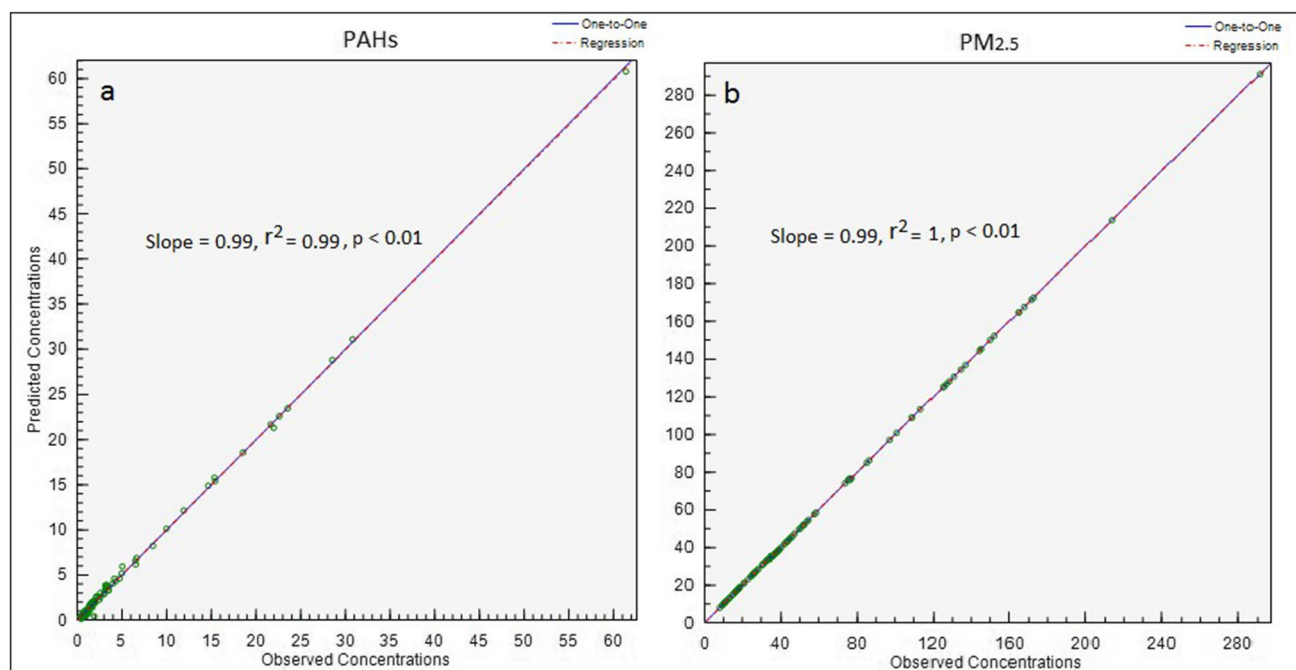 PAHs
One-to-One
Regression
a
Slope = 0.99, r² = 0.99, p < 0.01
Predicted Concentrations
60
55
50
45
40
35
30
25
20
15
10
5
0
0 5 10 15 20 25 30 35 40 45 50 55 60
Observed Concentrations
PM2.5
One-to-One
Regression
b
Slope = 0.99, r² = 1, p < 0.01
280
260
240
220
200
180
160
140
120
100
80
60
40
20
0
0 40 80 120 160 200 240 280
Observed Concentrations